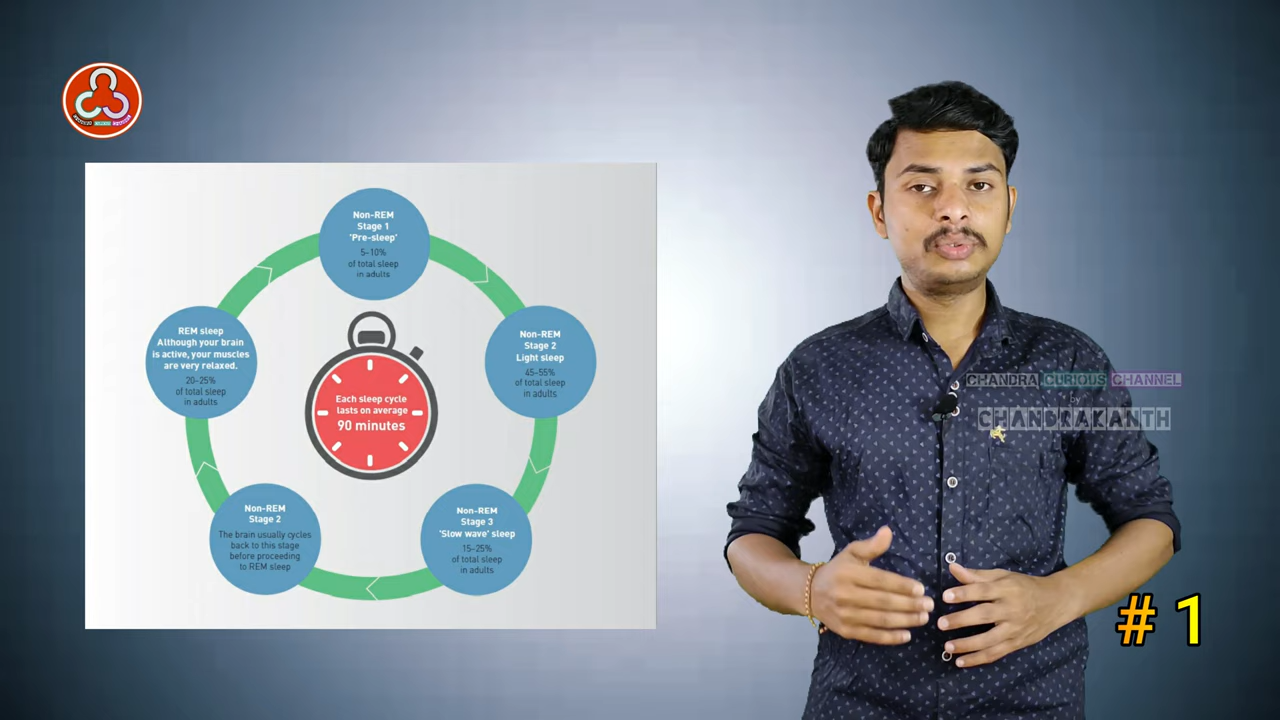 Non-REM
Stage 1
'Pre-sleep'
5-10%
of total sleep
in adults
Non-REM
Stage 2
Light sleep
45-55%
of total sleep
in adults
Non-REM
Stage 3
'Slow wave' sleep
15-25%
of total sleep
in adults
Non-REM
Stage 2
The brain usually cycles
back to this stage
before proceeding
to REM sleep
REM sleep
Although your brain
is active, your muscles
are very relaxed.
20-25%
of total sleep
in adults
Each sleep cycle
lasts on average
90 minutes
CHANDRA CURIOUS CHANNEL
by
CHANDRAKANTH
# 1